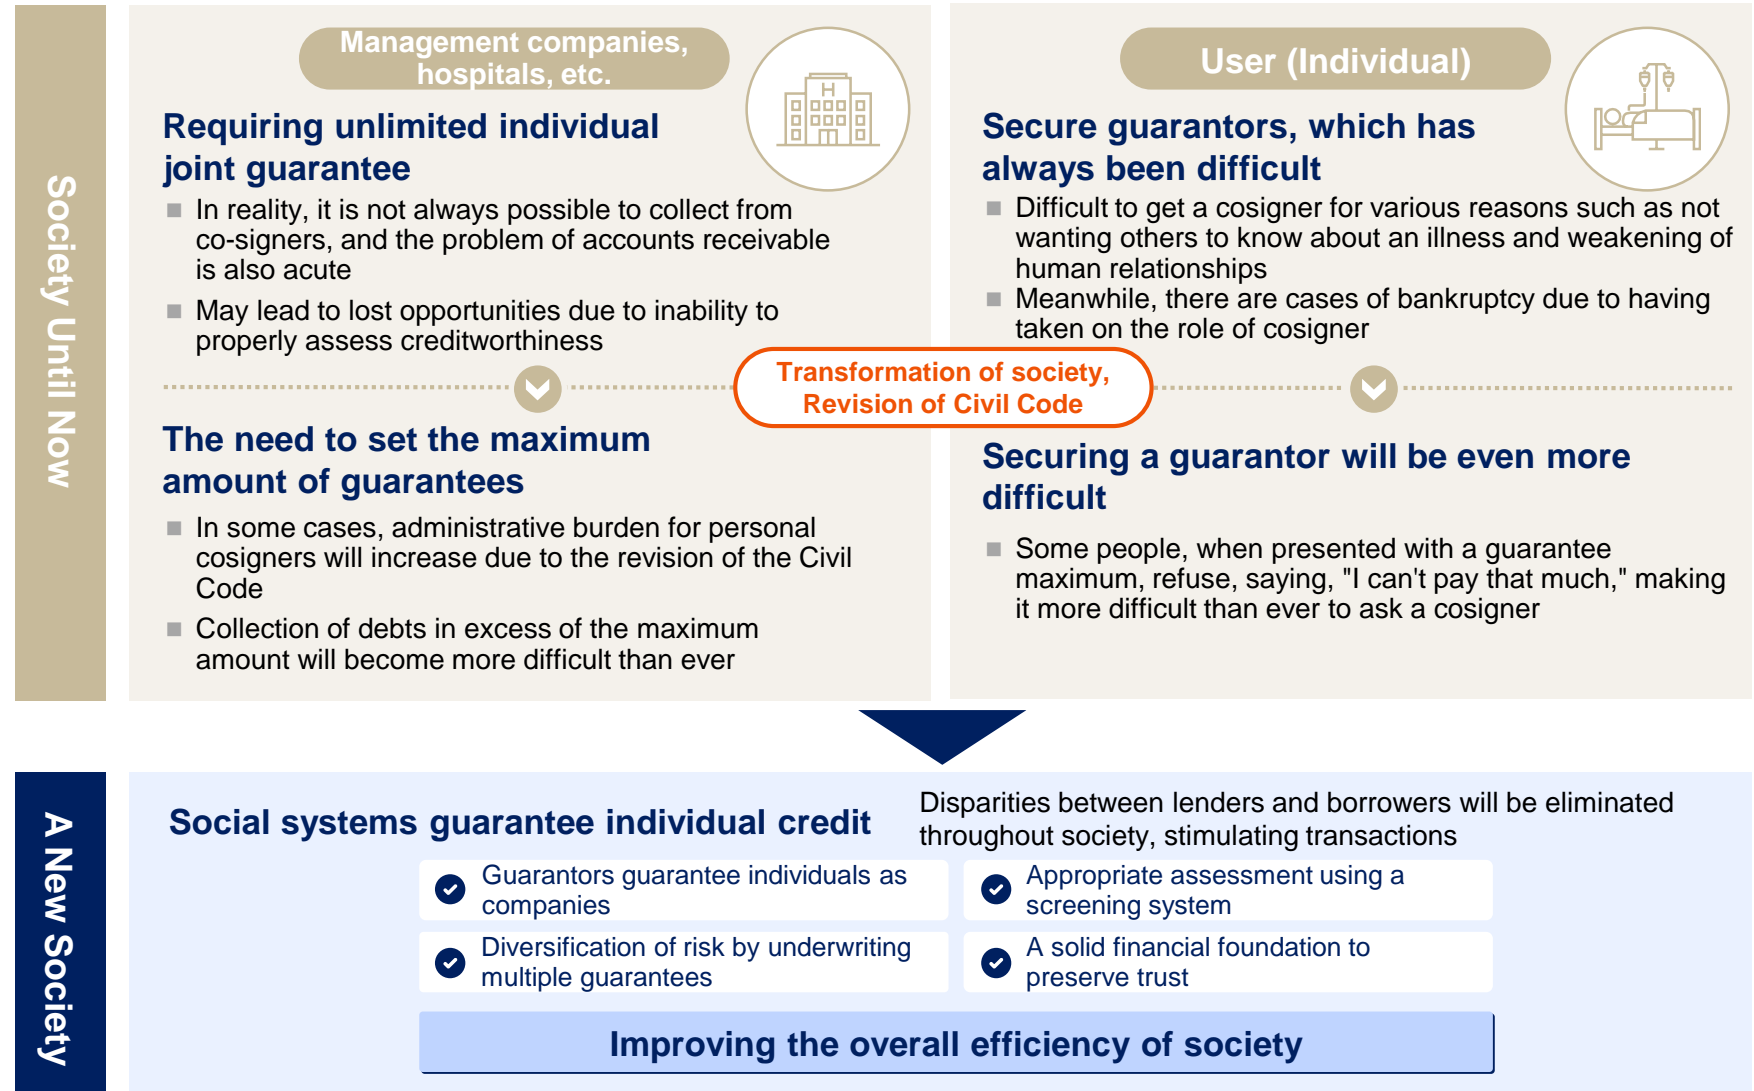 Society Until Now
Management companies,
hospitals, etc.
Requiring unlimited individual
joint guarantee
In reality, it is not always possible to collect from
co-signers, and the problem of accounts receivable
is also acute
May lead to lost opportunities due to inability to
properly assess creditworthiness
User (Individual)
Secure guarantors, which has
always been difficult
Difficult to get a cosigner for various reasons such as not
wanting others to know about an illness and weakening of
human relationships
Meanwhile, there are cases of bankruptcy due to having
taken on the role of cosigner
Transformation of society,
Revision of Civil Code
The need to set the maximum
amount of guarantees
In some cases, administrative burden for personal
cosigners will increase due to the revision of the Civil
Code
Collection of debts in excess of the maximum
amount will become more difficult than ever
Securing a guarantor will be even more
difficult
Some people, when presented with a guarantee
maximum, refuse, saying, "I can't pay that much," making
it more difficult than ever to ask a cosigner
A New Society
Social systems guarantee individual credit
Disparities between lenders and borrowers will be eliminated
throughout society, stimulating transactions
Guarantors guarantee individuals as
companies
Appropriate assessment using a
screening system
Diversification of risk by underwriting
multiple guarantees
A solid financial foundation to
preserve trust
Improving the overall efficiency of society